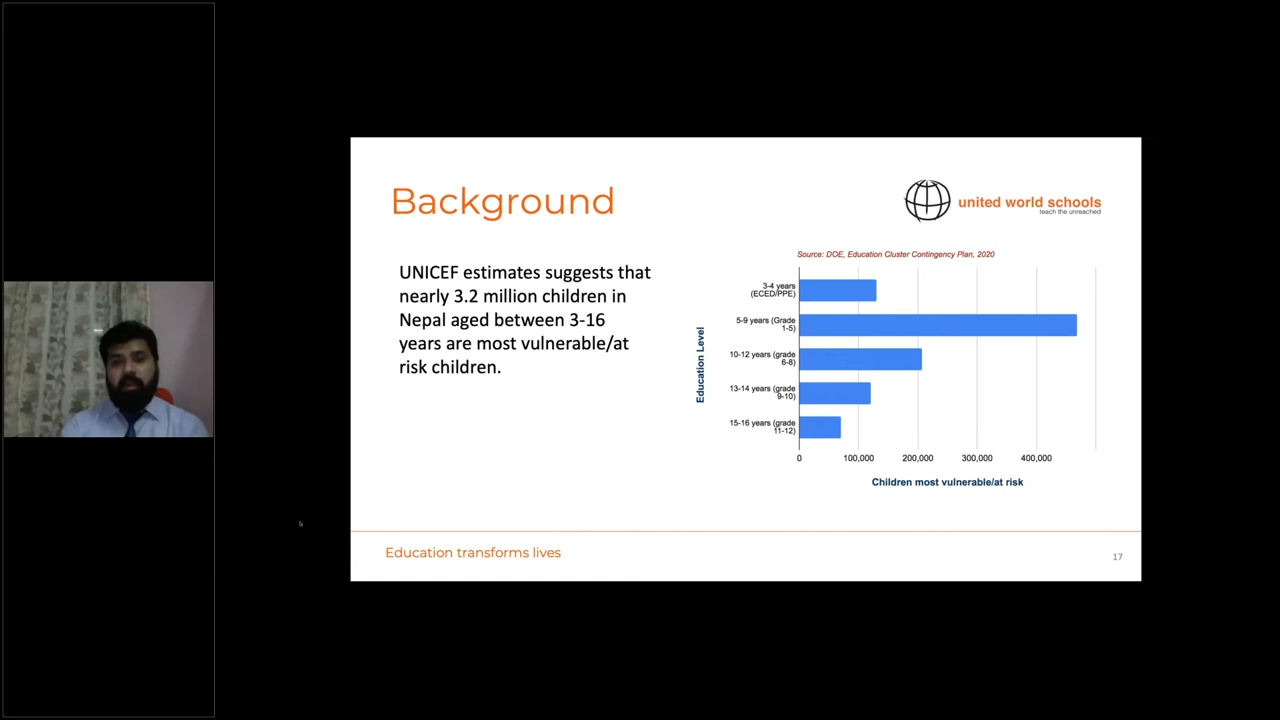 Background
united world schools
teach the unreached
UNICEF estimates suggests that
nearly 3.2 million children in
Nepal aged between 3-16
years are most vulnerable/at
risk children.
Source: DOE, Education Cluster Contingency Plan, 2020
Education Level
3-4 years
(ECED/PPE)
5-9 years (Grade
1-5)
10-12 years (grade
6-8)
13-14 years (grade
9-10)
15-16 years (grade
11-12)
0 100,000 200,000 300,000 400,000
Children most vulnerable/at risk
Education transforms lives
17